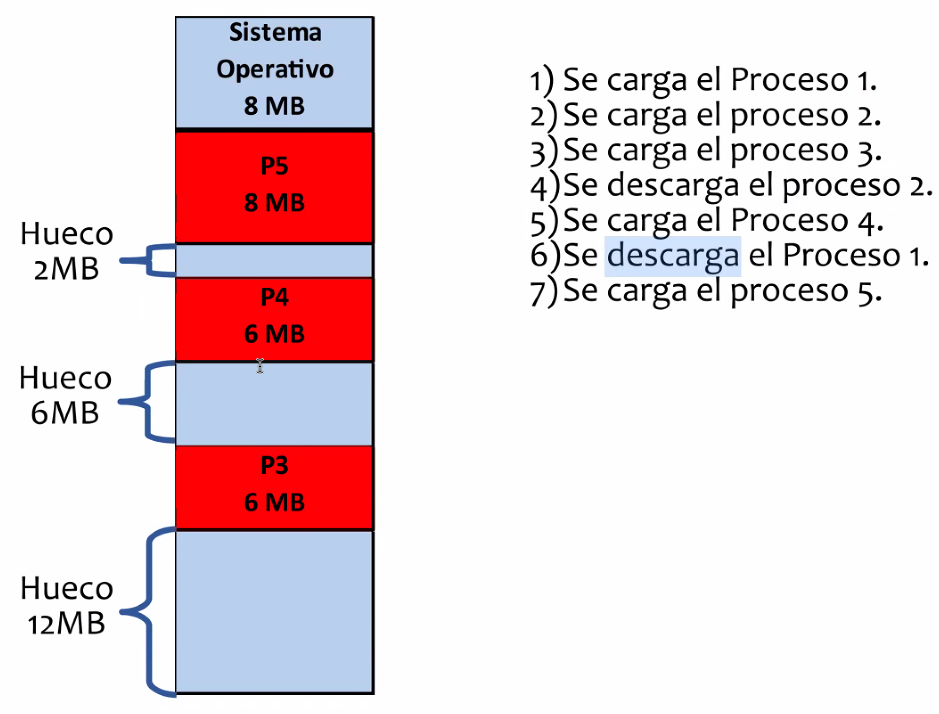 Sistema
Operativo
8 MB
P5
8 MB
Hueco
2MB
P4
6 MB
Hueco
6MB
P3
6 MB
Hueco
12MB
1) Se carga el Proceso 1.
2) Se carga el proceso 2.
3) Se carga el proceso 3.
4) Se descarga el proceso 2.
5) Se carga el Proceso 4.
6) Se descarga el Proceso 1.
7) Se carga el proceso 5.